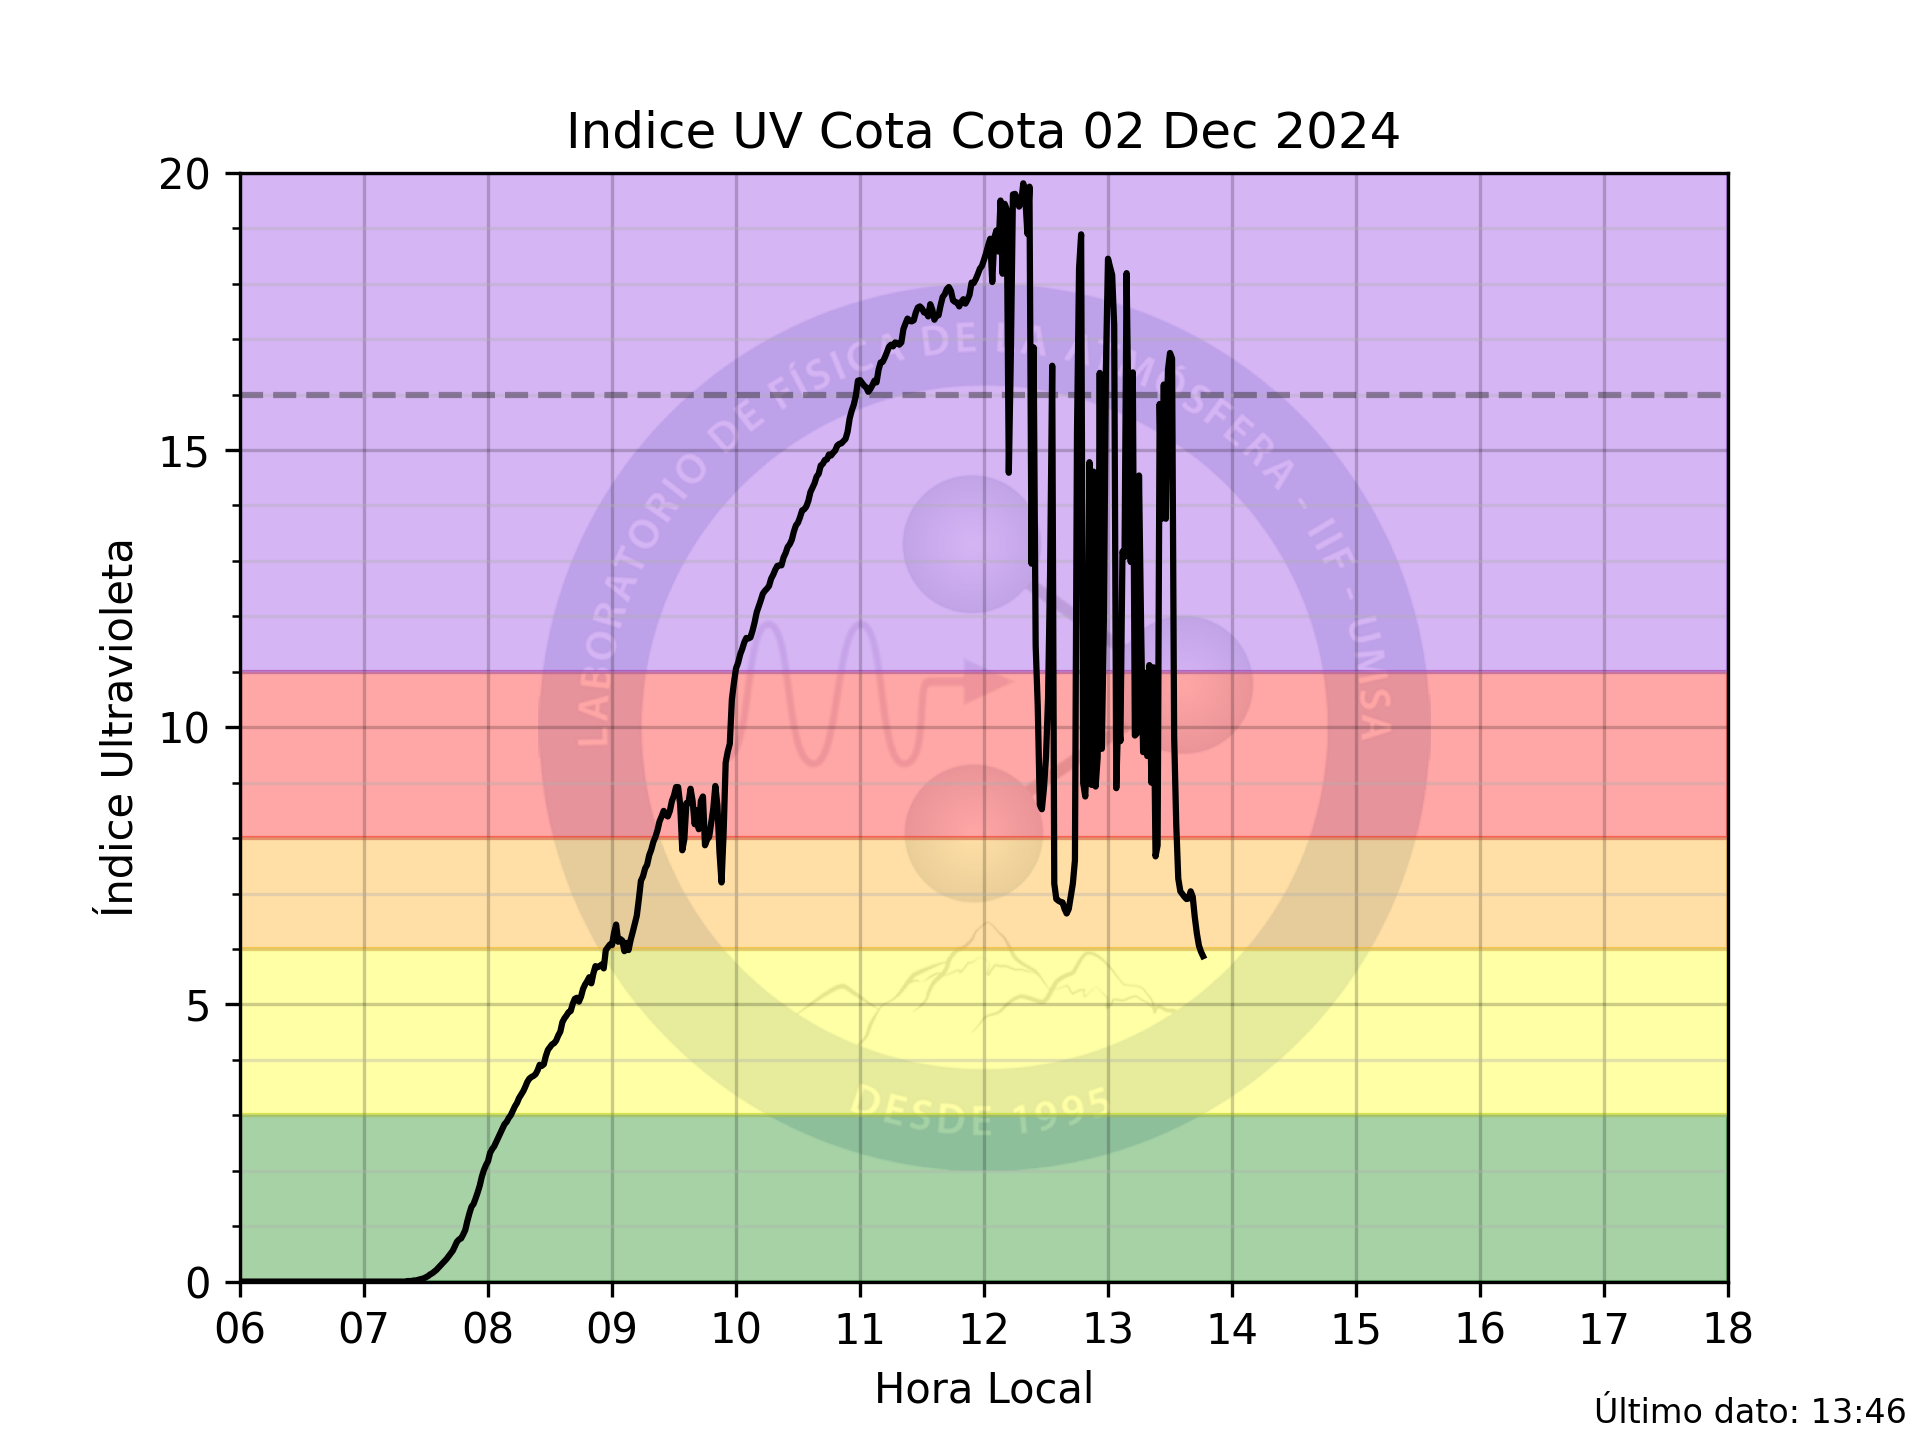 Indice UV Cota Cota 02 Dec 2024
20
15
10
5
0
Índice Ultravioleta
LABORATORIO DE FÍSICA DE LA ATMÓSFERA - IIF - UMSA
DESDE 1995
06 07 08 09 10 11 12 13 14 15 16 17 18
Hora Local
Último dato: 13:46